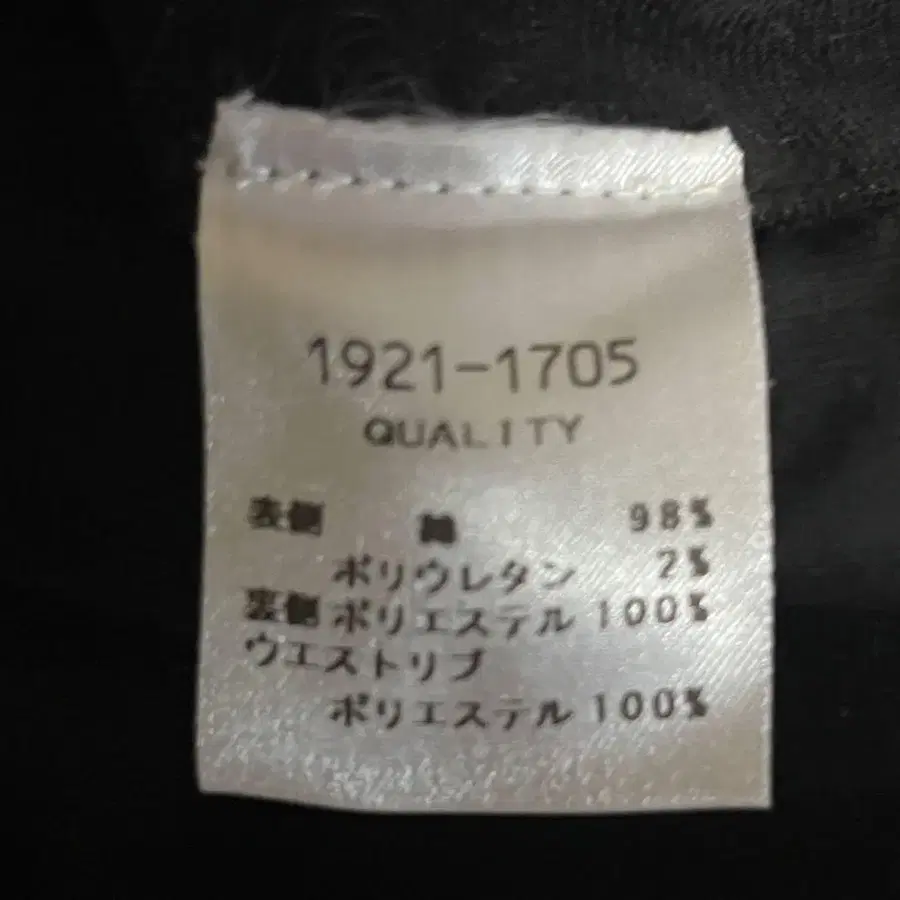 1921-1705
QUALITY
表側 綿 98%
ポリウレタン 2%
裏側 ポリエステル 100%
ウエストリブ
ポリエステル 100%